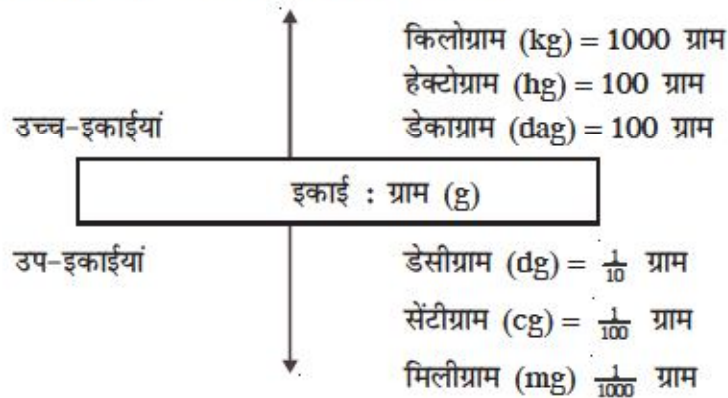 किलोग्राम (kg) = 1000 ग्राम
हेक्टोग्राम (hg) = 100 ग्राम
उच्च-इकाईयां
डेकाग्राम (dag) = 100 ग्राम
इकाई : ग्राम (g)
उप-इकाईयां
डेसीग्राम (dg) = 1/10 ग्राम
सेंटीग्राम (cg) = 1/100 ग्राम
मिलीग्राम (mg) 1/1000 ग्राम